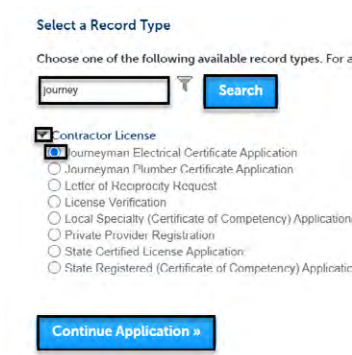 Select a Record Type
Choose one of the following available record types. For a
journey
Search
Contractor License
Journeyman Electrical Certificate Application
Journeyman Plumber Certificate Application
Letter of Reciprocity Request
License Verification
Local Specialty (Certificate of Competency) Application
Private Provider Registration
State Certified License Application
State Registered (Certificate of Competency) Applicatio
Continue Application »